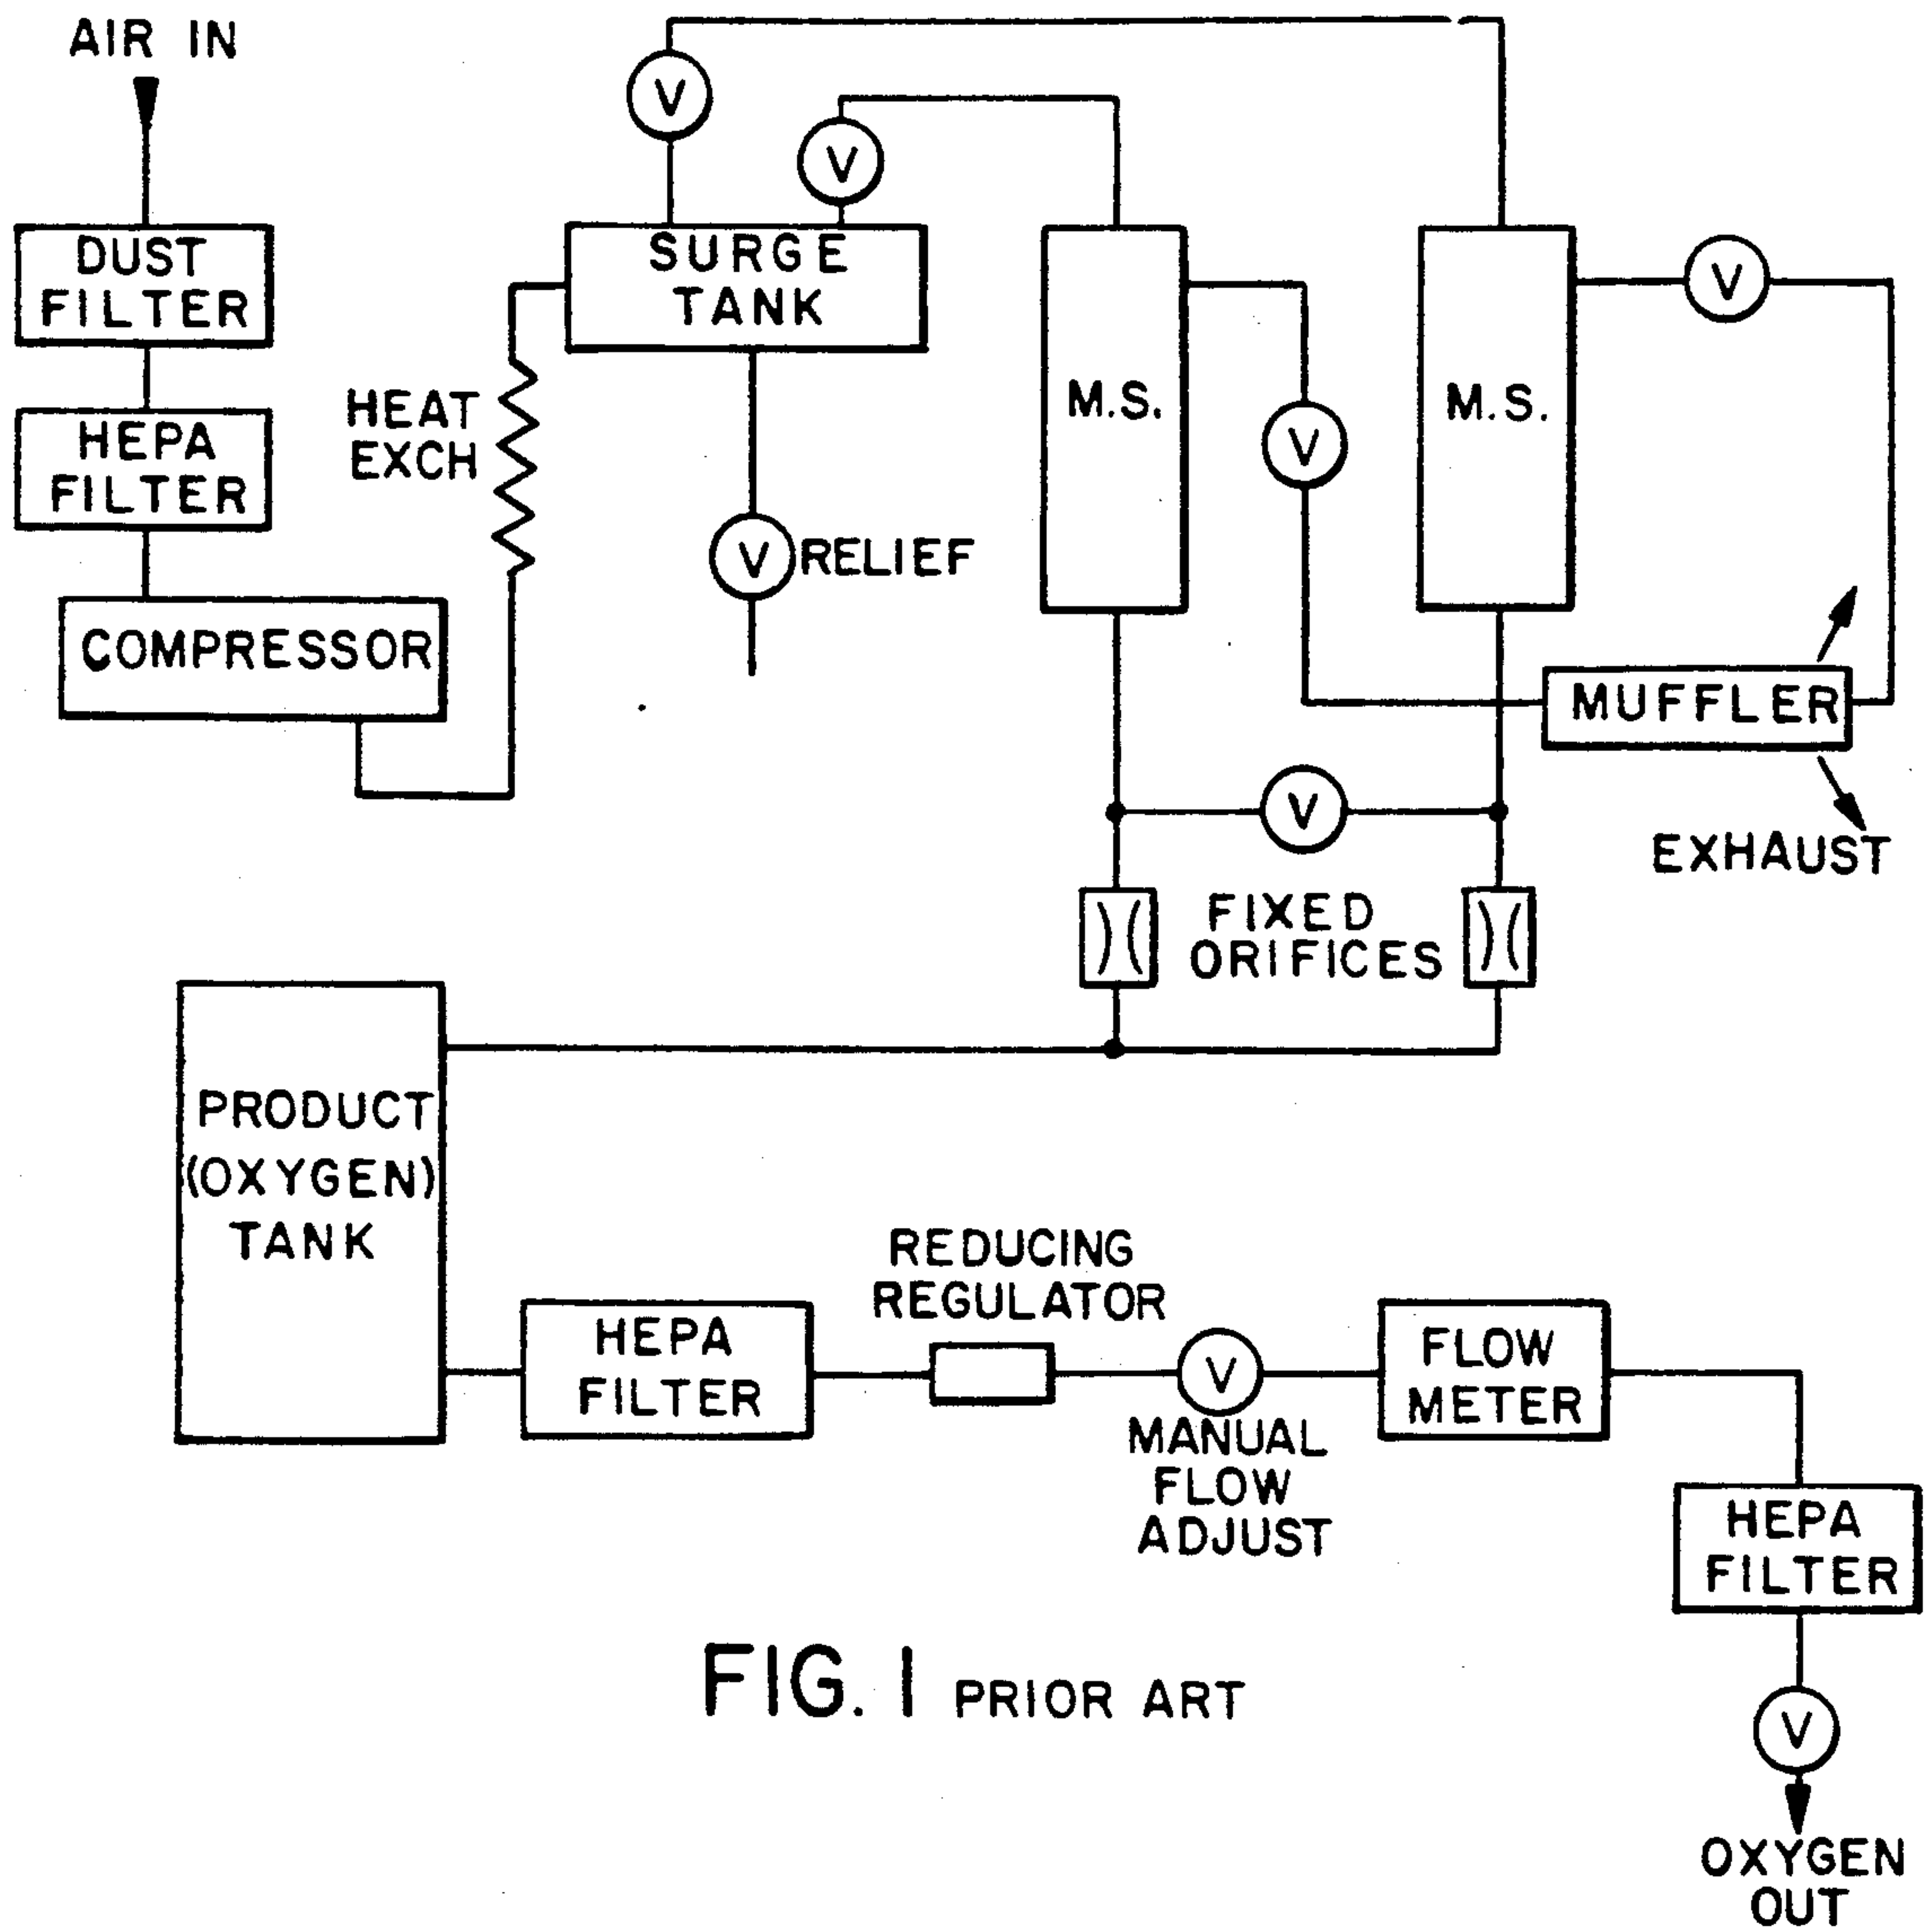 AIR IN
V
V
DUST
FILTER
SURGE
TANK
V
HEAT
EXCH
M.S.
M.S.
HEPA
FILTER
V
V RELIEF
COMPRESSOR
MUFFLER
V
EXHAUST
FIXED
ORIFICES
PRODUCT
(OXYGEN)
TANK
REDUCING
REGULATOR
HEPA
FILTER
V
MANUAL
FLOW
ADJUST
FLOW
METER
HEPA
FILTER
FIG. 1 PRIOR ART
V
OXYGEN
OUT